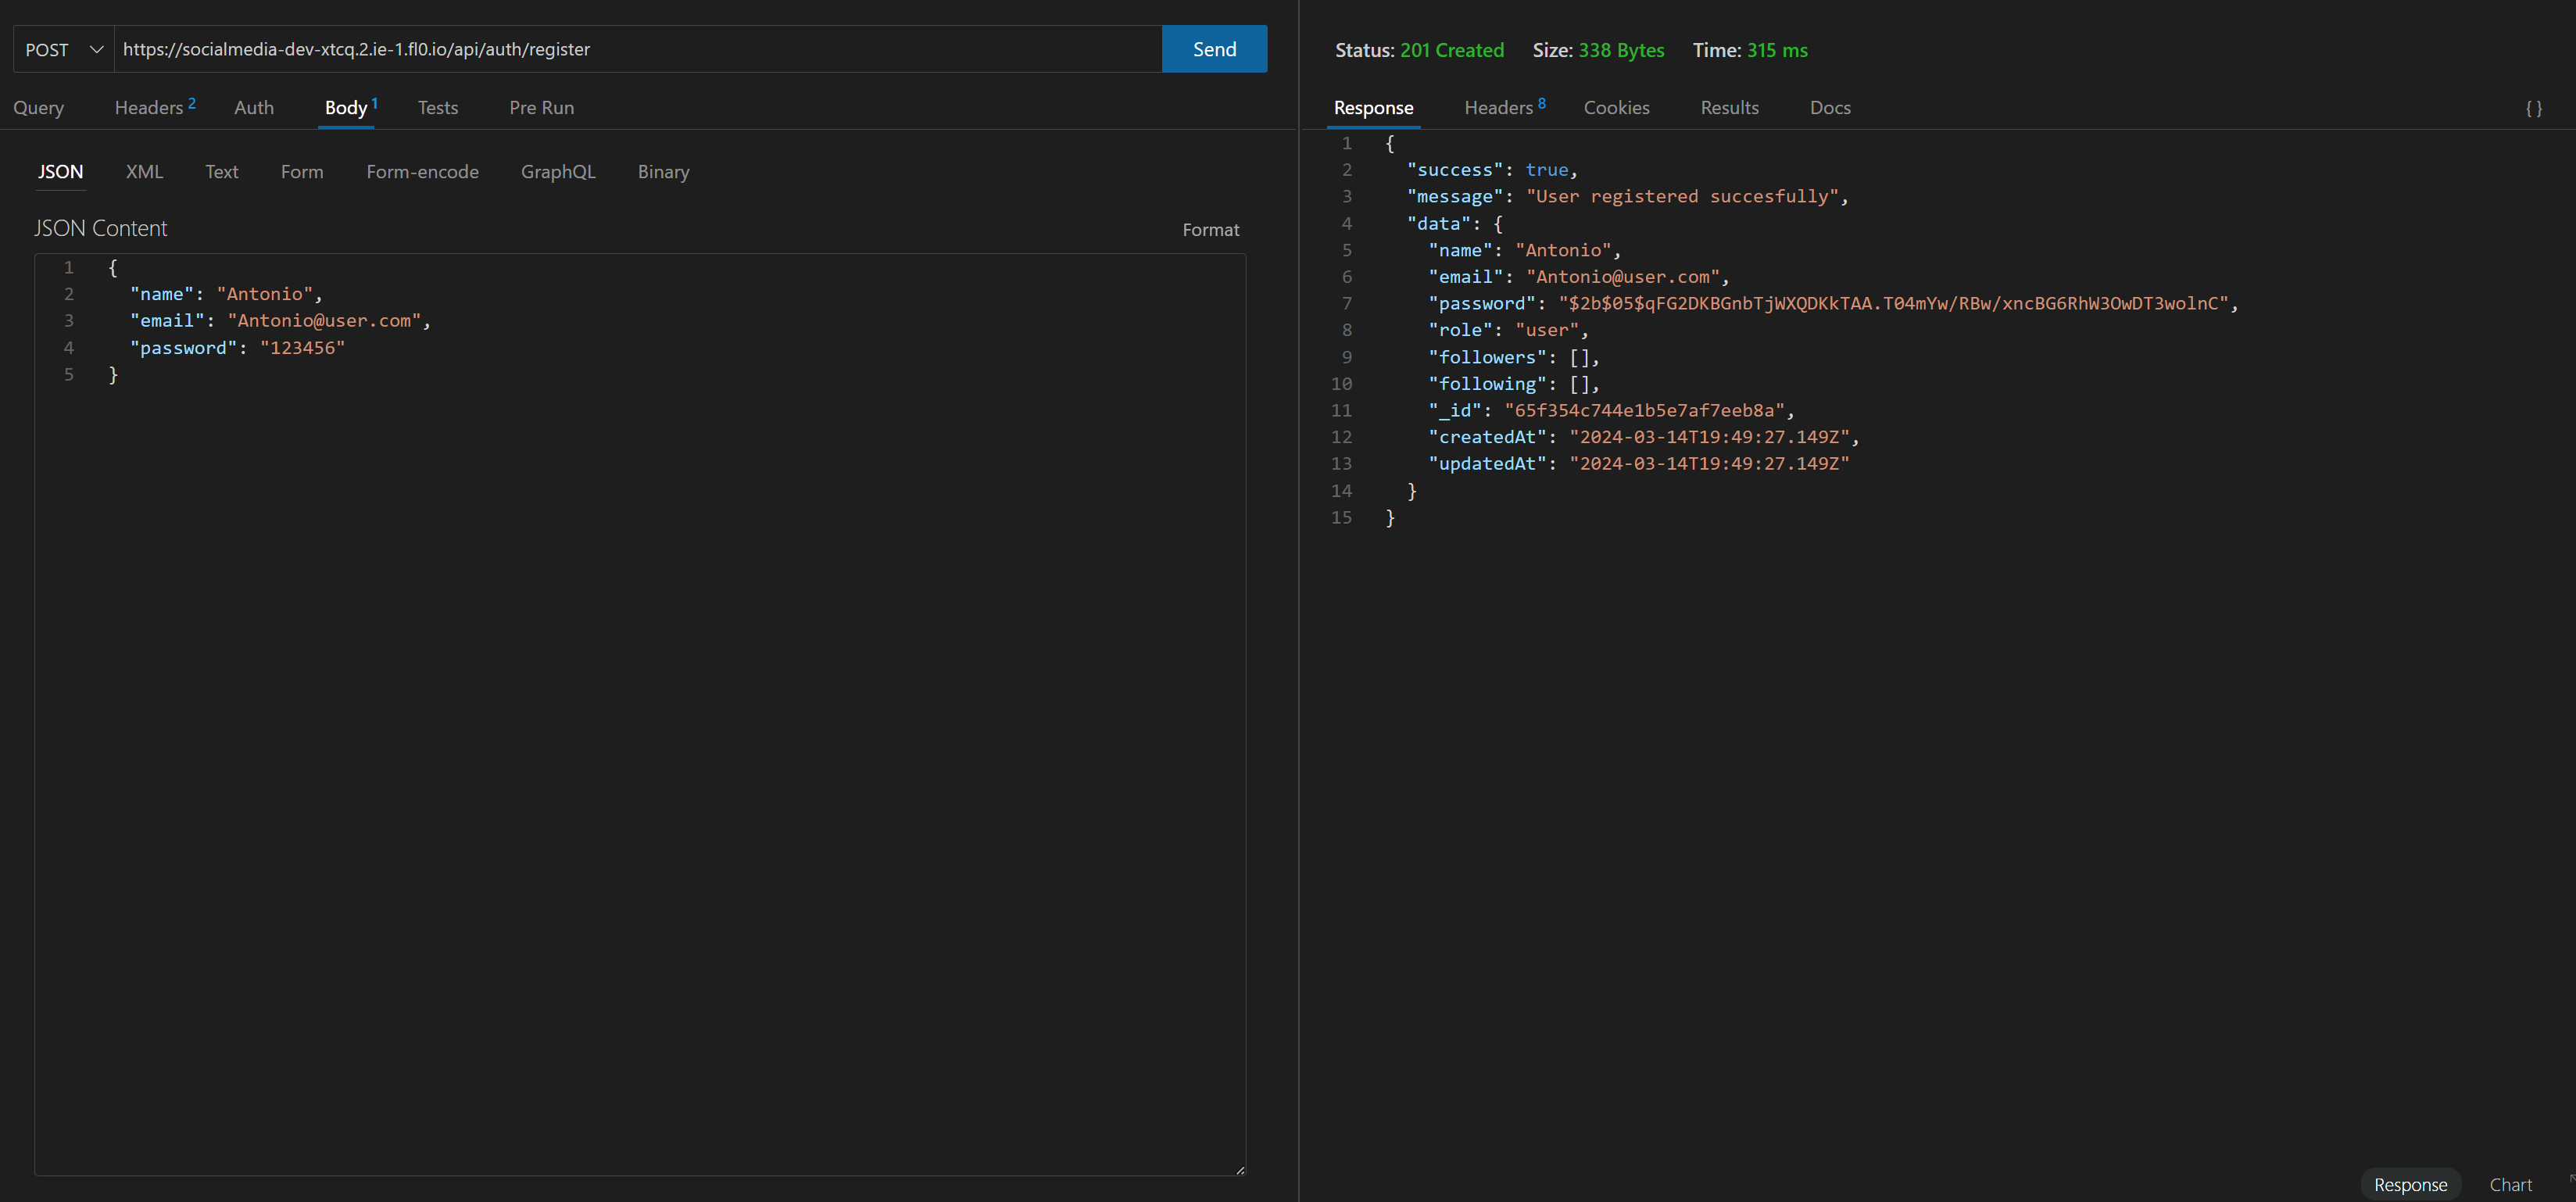 POST https://socialmedia-dev-xtcq.2.ie-1.fl0.io/api/auth/register Send
Query Headers 2 Auth Body 1 Tests Pre Run
JSON XML Text Form Form-encode GraphQL Binary
JSON Content Format
1 {
2 "name": "Antonio",
3 "email": "Antonio@user.com",
4 "password": "123456"
5 }
Status: 201 Created Size: 338 Bytes Time: 315 ms
Response Headers 8 Cookies Results Docs { }
1 {
2 "success": true,
3 "message": "User registered succesfully",
4 "data": {
5 "name": "Antonio",
6 "email": "Antonio@user.com",
7 "password": "$2b$05$qFG2DKBGnbTjWXQDKkTAA.T04mYw/RBw/xncBG6RhW3OwDT3wolnC",
8 "role": "user",
9 "followers": [],
10 "following": [],
11 "_id": "65f354c744e1b5e7af7eeb8a",
12 "createdAt": "2024-03-14T19:49:27.149Z",
13 "updatedAt": "2024-03-14T19:49:27.149Z"
14 }
15 }
Response Chart